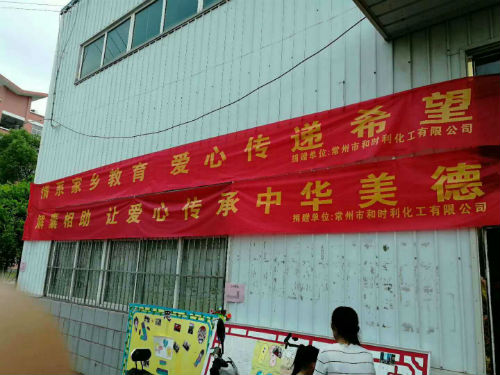 情系家乡教育 爱心传递希望
捐赠单位:常州市和时利化工有限公司
解囊相助 让爱心传承中华美德
捐赠单位:常州市和时利化工有限公司